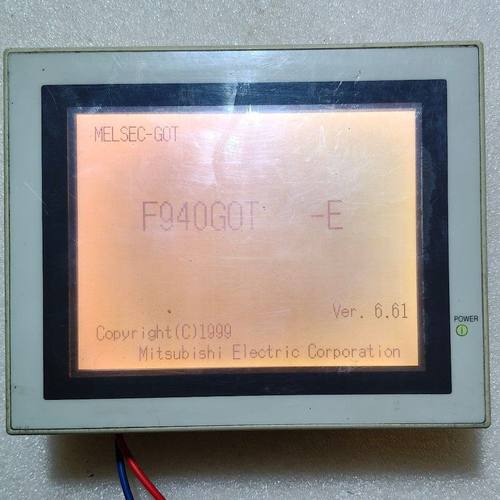 MELSEC-GOT
F940GOT -E
Ver. 6.61
POWER
Copyright(C)1999
Mitsubishi Electric Corporation